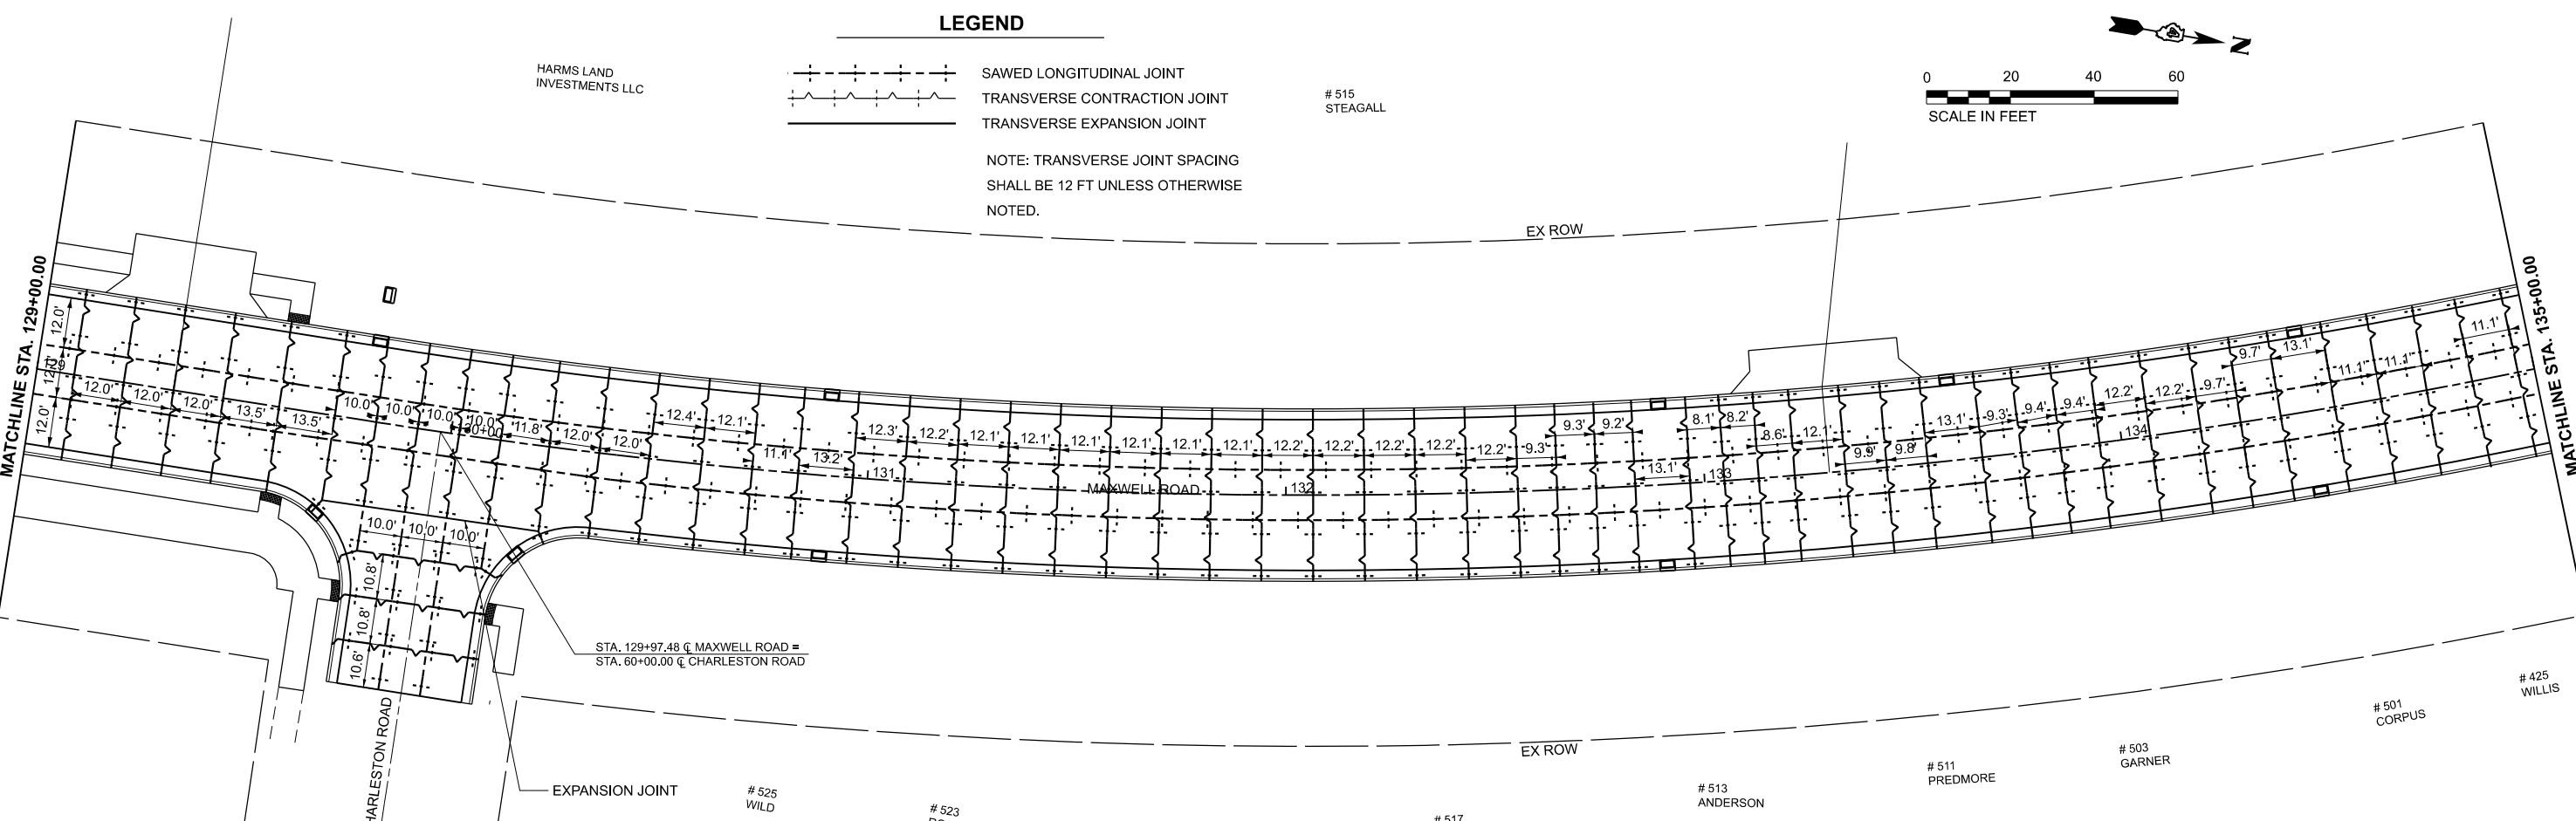 LEGEND
SAWED LONGITUDINAL JOINT
TRANSVERSE CONTRACTION JOINT
TRANSVERSE EXPANSION JOINT
NOTE: TRANSVERSE JOINT SPACING
SHALL BE 12 FT UNLESS OTHERWISE
NOTED.
HARMS LAND
INVESTMENTS LLC
# 515
STEAGALL
N
0 20 40 60
SCALE IN FEET
EX ROW
MATCHLINE STA. 129+00.00
MATCHLINE STA. 135+00.00
12.0'
12.0'
12.0'
129
12.0'
12.0'
12.0'
13.5'
13.5'
10.0'
10.0'
10.0'
10.0'
130+00
11.8'
12.0'
12.0'
12.4'
12.1'
11.1'
13.2'
131
12.3'
12.2'
12.1'
12.1'
12.1'
12.1'
12.1'
12.1'
12.2'
12.2'
12.2'
12.2'
12.2'
9.3'
9.3'
9.2'
13.1'
133
8.1'
8.2'
8.6'
12.1'
9.9'
9.8'
13.1'
9.3'
9.4'
9.4'
12.2'
134
12.2'
9.7'
9.7'
13.1'
11.1'
11.1'
11.1'
MAXWELL ROAD
132
10.0'
10.0'
10.0'
10.8'
10.8'
10.6'
STA. 129+97.48 ℄ MAXWELL ROAD =
STA. 60+00.00 ℄ CHARLESTON ROAD
EXPANSION JOINT
EX ROW
# 525
WILD
# 523
# 517
# 513
ANDERSON
# 511
PREDMORE
# 503
GARNER
# 501
CORPUS
# 425
WILLIS